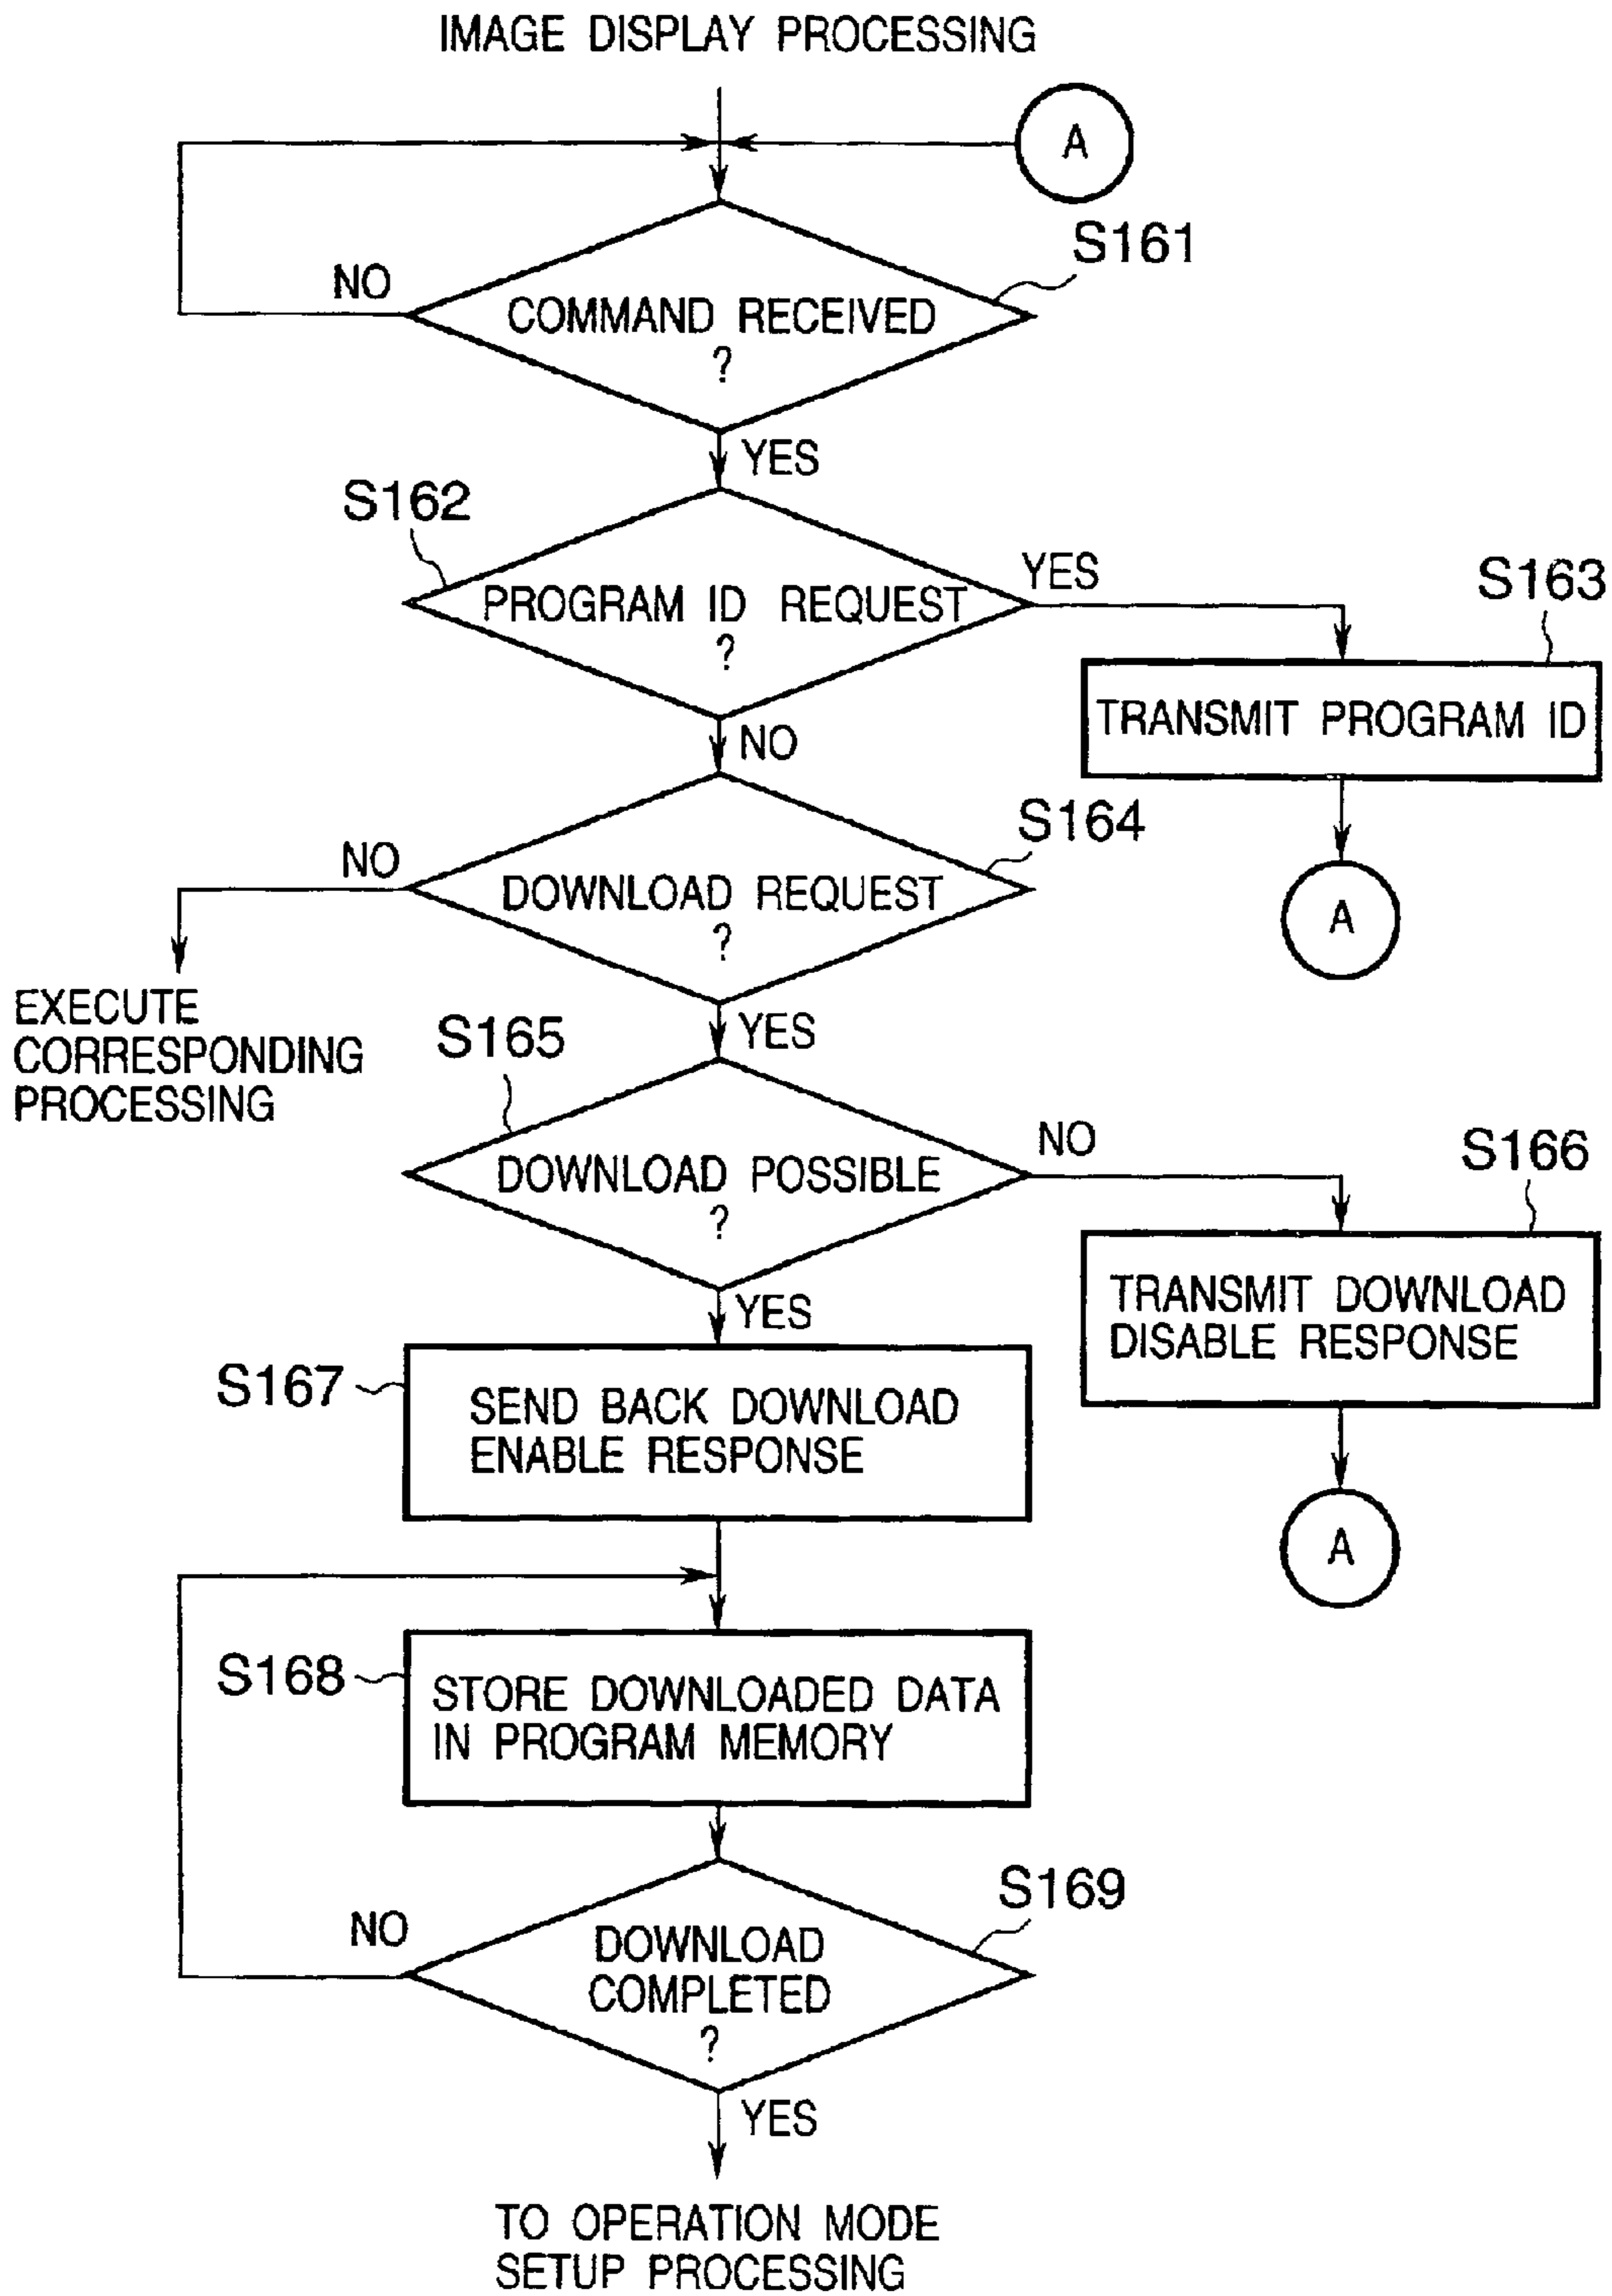 IMAGE DISPLAY PROCESSING
A
S161
NO
COMMAND RECEIVED
?
YES
S162
PROGRAM ID REQUEST
?
YES
S163
TRANSMIT PROGRAM ID
NO
A
S164
NO
DOWNLOAD REQUEST
?
EXECUTE
CORRESPONDING
PROCESSING
YES
S165
DOWNLOAD POSSIBLE
?
NO
S166
TRANSMIT DOWNLOAD
DISABLE RESPONSE
YES
A
S167
SEND BACK DOWNLOAD
ENABLE RESPONSE
S168
STORE DOWNLOADED DATA
IN PROGRAM MEMORY
S169
NO
DOWNLOAD
COMPLETED
?
YES
TO OPERATION MODE
SETUP PROCESSING